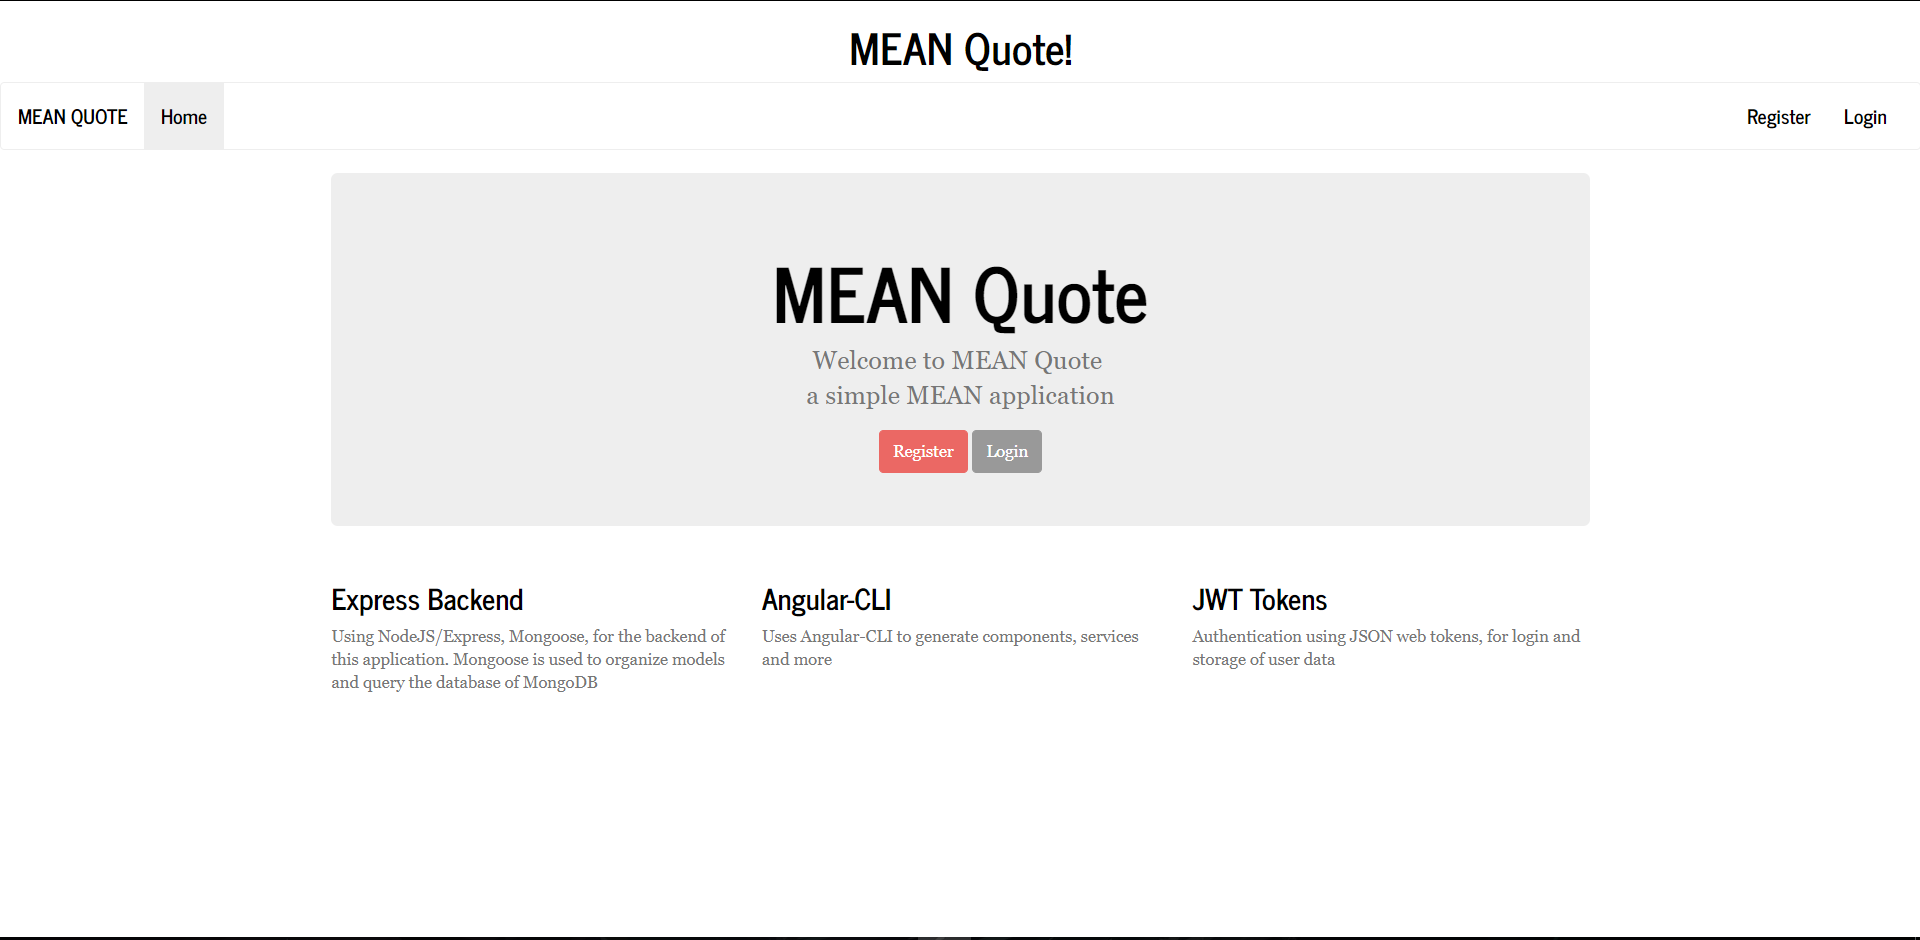 MEAN Quote!
MEAN QUOTE Home Register Login
MEAN Quote
Welcome to MEAN Quote
a simple MEAN application
Register Login
Express Backend
Using NodeJS/Express, Mongoose, for the backend of
this application. Mongoose is used to organize models
and query the database of MongoDB
Angular-CLI
Uses Angular-CLI to generate components, services
and more
JWT Tokens
Authentication using JSON web tokens, for login and
storage of user data